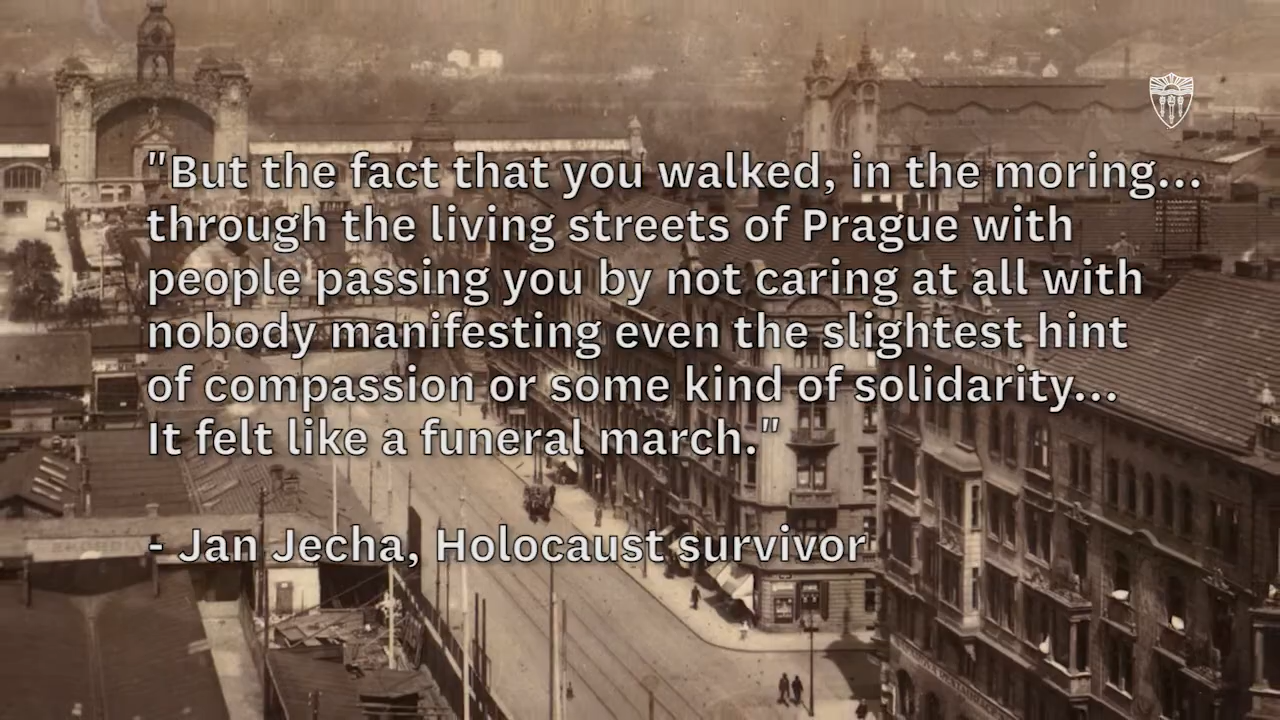 "But the fact that you walked, in the moring...
through the living streets of Prague with
people passing you by not caring at all with
nobody manifesting even the slightest hint
of compassion or some kind of solidarity...
It felt like a funeral march."
- Jan Jecha, Holocaust survivor